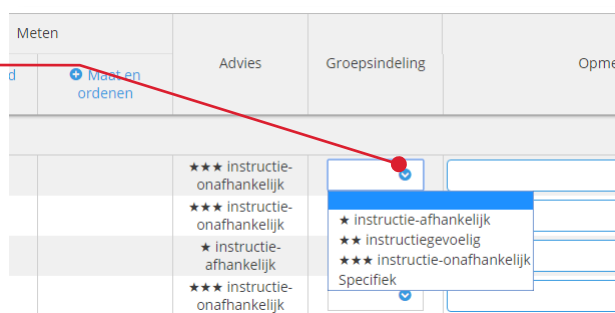 Meten
Advies
Groepsindeling
Opme
d
Maat en
ordenen
★★★ instructie-
onafhankelijk
★★★ instructie-
onafhankelijk
★ instructie-
afhankelijk
★★★ instructie-
onafhankelijk
★ instructie-afhankelijk
★★ instructiegevoelig
★★★ instructie-onafhankelijk
Specifiek